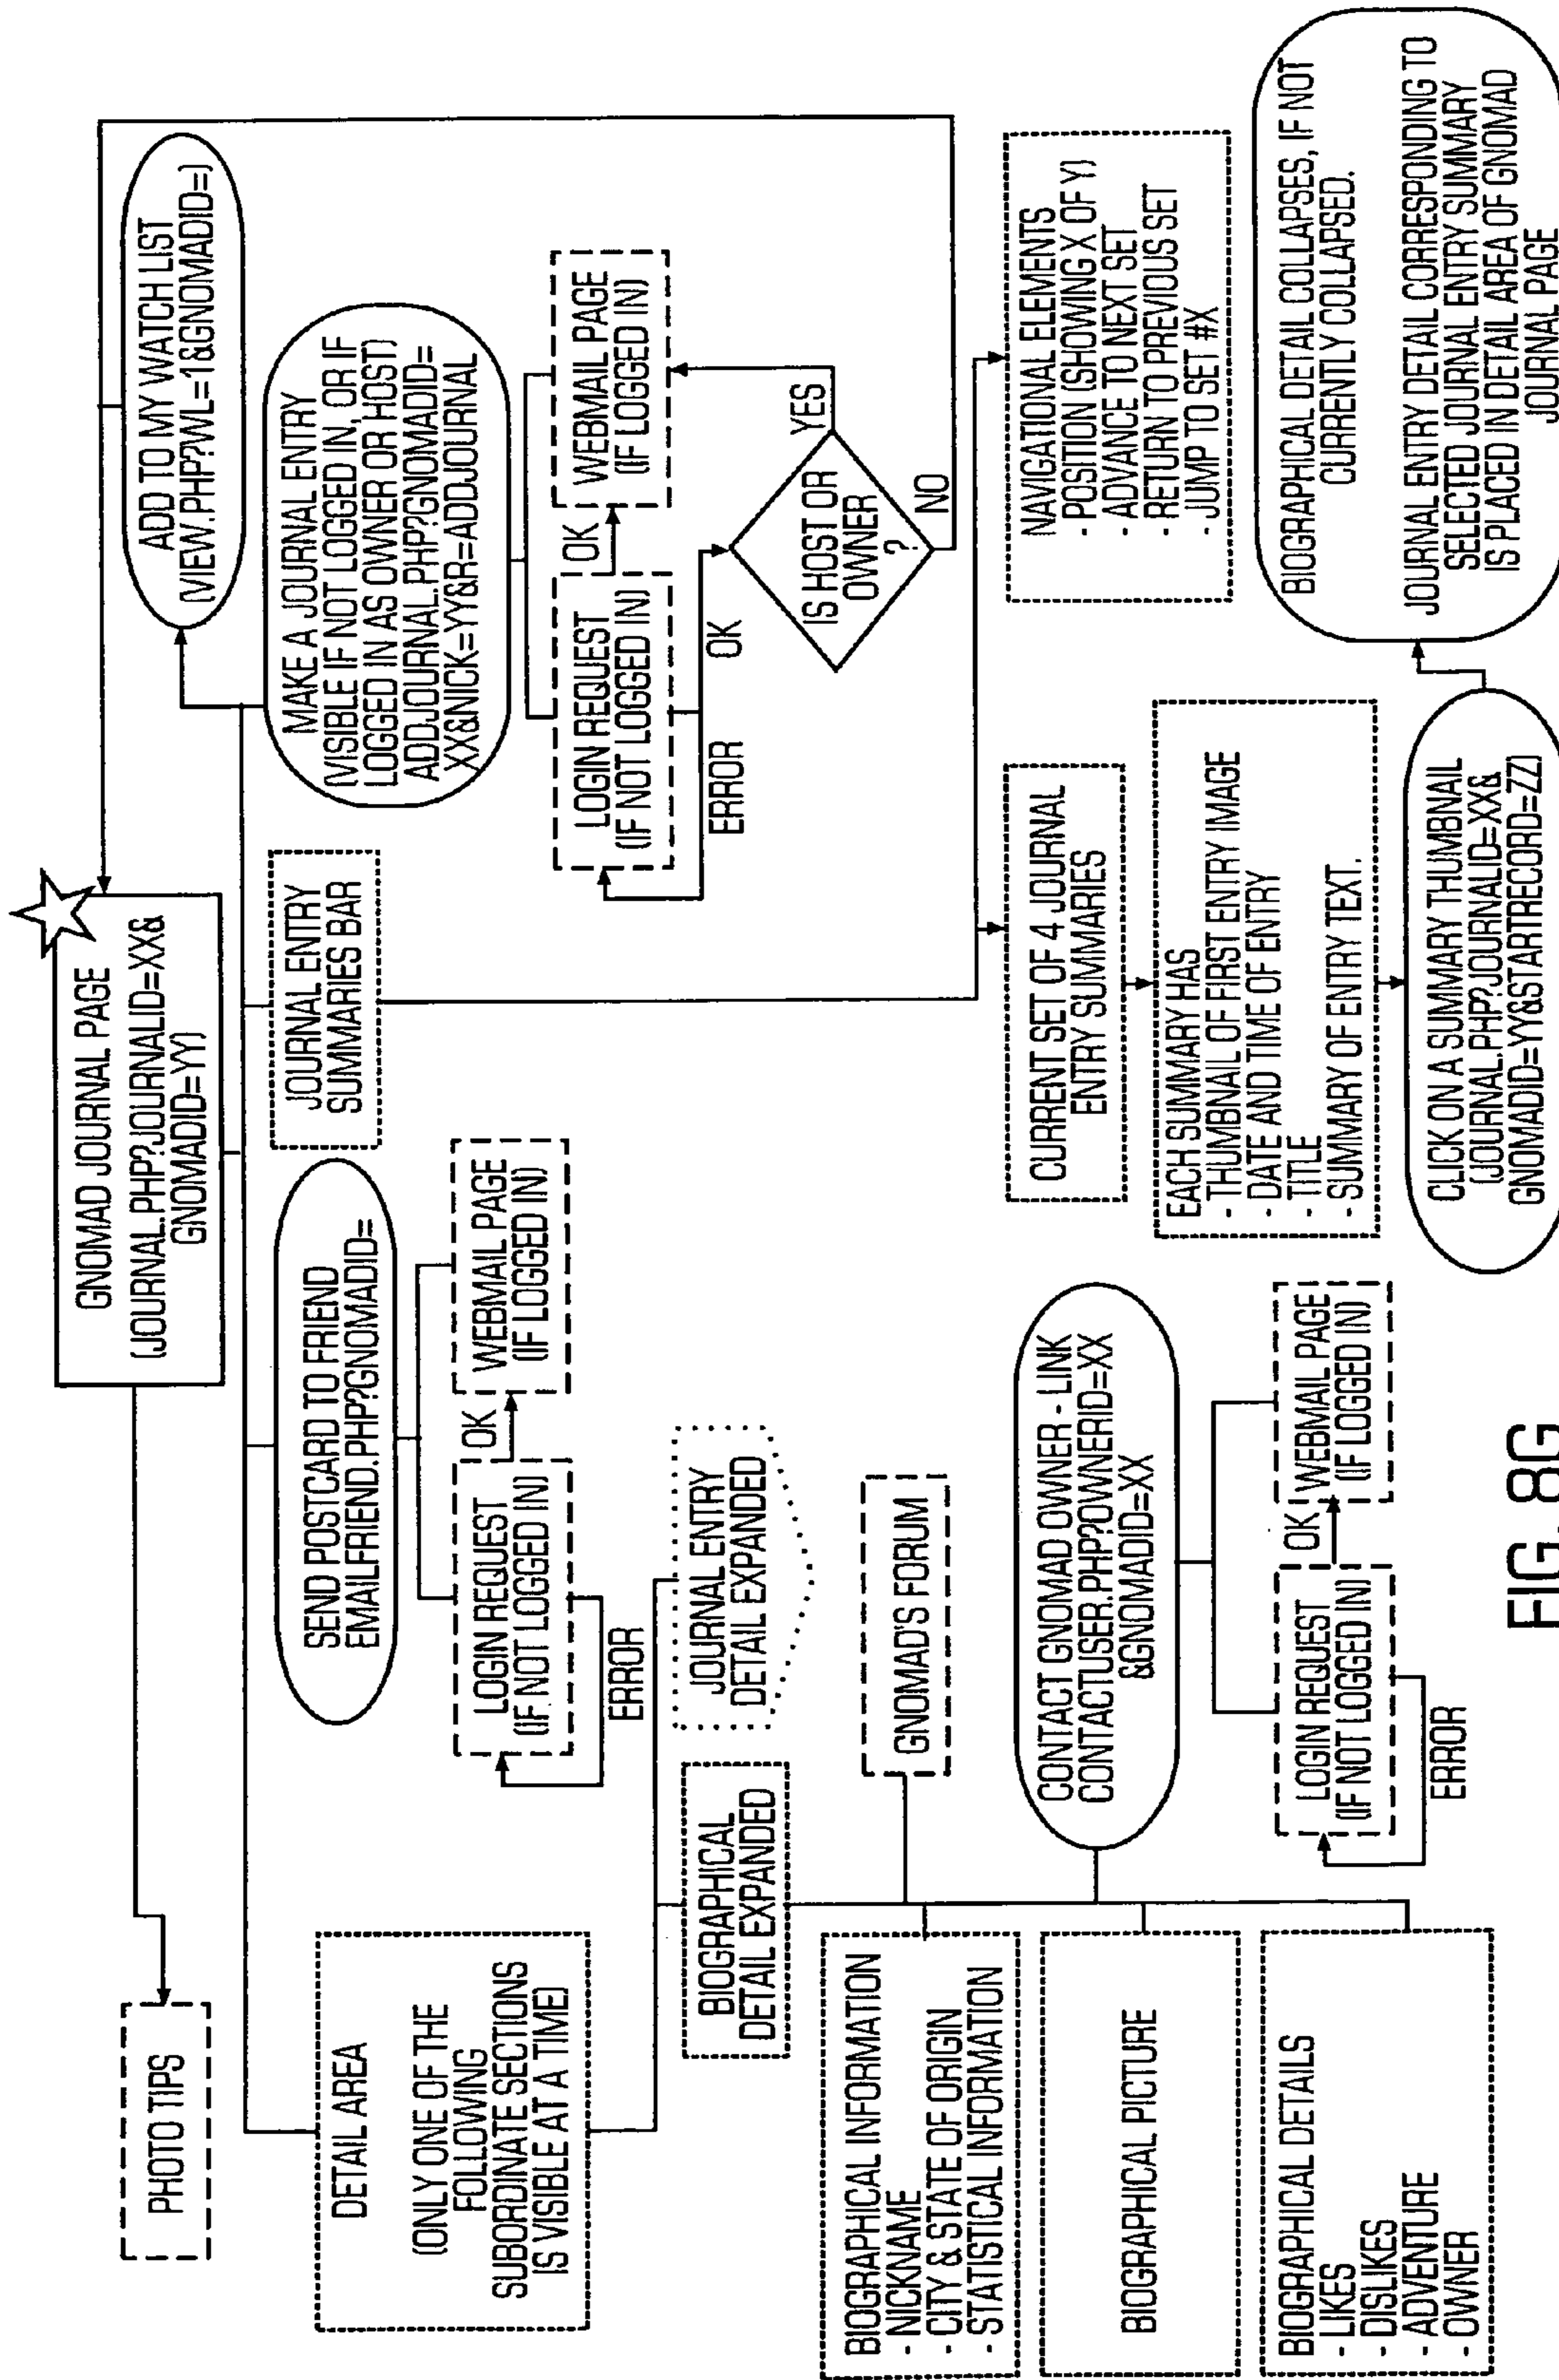 PHOTO TIPS
GNOMAD JOURNAL PAGE
(JOURNAL.PHP?JOURNALID=XX&
GNOMADID=YY)
ADD TO MY WATCH LIST
(VIEW.PHP?WL=1&GNOMADID=)
DETAIL AREA
(ONLY ONE OF THE
FOLLOWING
SUBORDINATE SECTIONS
IS VISIBLE AT A TIME)
SEND POSTCARD TO FRIEND
EMAILFRIEND.PHP?GNOMADID=
LOGIN REQUEST
(IF NOT LOGGED IN)
OK
WEBMAIL PAGE
(IF LOGGED IN)
ERROR
JOURNAL ENTRY
SUMMARIES BAR
MAKE A JOURNAL ENTRY
(VISIBLE IF NOT LOGGED IN, OR IF
LOGGED IN AS OWNER OR HOST)
ADDJOURNAL.PHP?GNOMADID=
XX&NICK=YY&R=ADDJOURNAL
LOGIN REQUEST
(IF NOT LOGGED IN)
OK
WEBMAIL PAGE
(IF LOGGED IN)
ERROR
OK
IS HOST OR
OWNER
?
YES
NO
BIOGRAPHICAL
DETAIL EXPANDED
JOURNAL ENTRY
DETAIL EXPANDED
BIOGRAPHICAL INFORMATION
- NICKNAME
- CITY & STATE OF ORIGIN
- STATISTICAL INFORMATION
BIOGRAPHICAL PICTURE
BIOGRAPHICAL DETAILS
- LIKES
- DISLIKES
- ADVENTURE
- OWNER
GNOMAD'S FORUM
CONTACT GNOMAD OWNER - LINK
CONTACTUSER.PHP?OWNERID=XX
&GNOMADID=XX
LOGIN REQUEST
(IF NOT LOGGED IN)
OK
WEBMAIL PAGE
(IF LOGGED IN)
ERROR
CURRENT SET OF 4 JOURNAL
ENTRY SUMMARIES
EACH SUMMARY HAS
- THUMBNAIL OF FIRST ENTRY IMAGE
- DATE AND TIME OF ENTRY
- TITLE
- SUMMARY OF ENTRY TEXT.
CLICK ON A SUMMARY THUMBNAIL
(JOURNAL.PHP?JOURNALID=XX&
GNOMADID=YY&STARTRECORD=ZZ)
NAVIGATIONAL ELEMENTS
- POSITION (SHOWING X OF Y)
- ADVANCE TO NEXT SET
- RETURN TO PREVIOUS SET
- JUMP TO SET #X
BIOGRAPHICAL DETAIL COLLAPSES, IF NOT
CURRENTLY COLLAPSED.
JOURNAL ENTRY DETAIL CORRESPONDING TO
SELECTED JOURNAL ENTRY SUMMARY
IS PLACED IN DETAIL AREA OF GNOMAD
JOURNAL PAGE
FIG. 8G